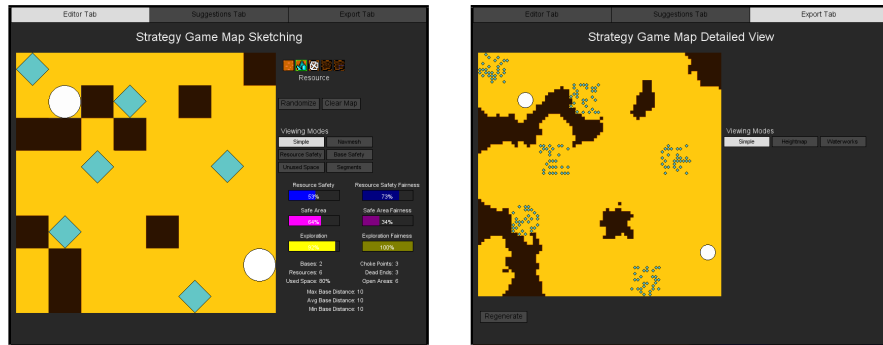 Editor Tab
Suggestions Tab
Export Tab
Strategy Game Map Sketching
Resource
Randomize
Clear Map
Viewing Modes
Simple
Navmesh
Resource Safety
Base Safety
Unused Space
Segments
Resource Safety
Resource Safety Fairness
53%
73%
Safe Area
Safe Area Fairness
64%
34%
Exploration
Exploration Fairness
100%
Bases: 2
Choke Points: 3
Resources: 6
Dead Ends: 3
Used Space: 80%
Open Areas: 6
Max Base Distance: 10
Avg Base Distance: 10
Min Base Distance: 10
Editor Tab
Suggestions Tab
Export Tab
Strategy Game Map Detailed View
Viewing Modes
Simple
Heightmap
Waterworks
Regenerate